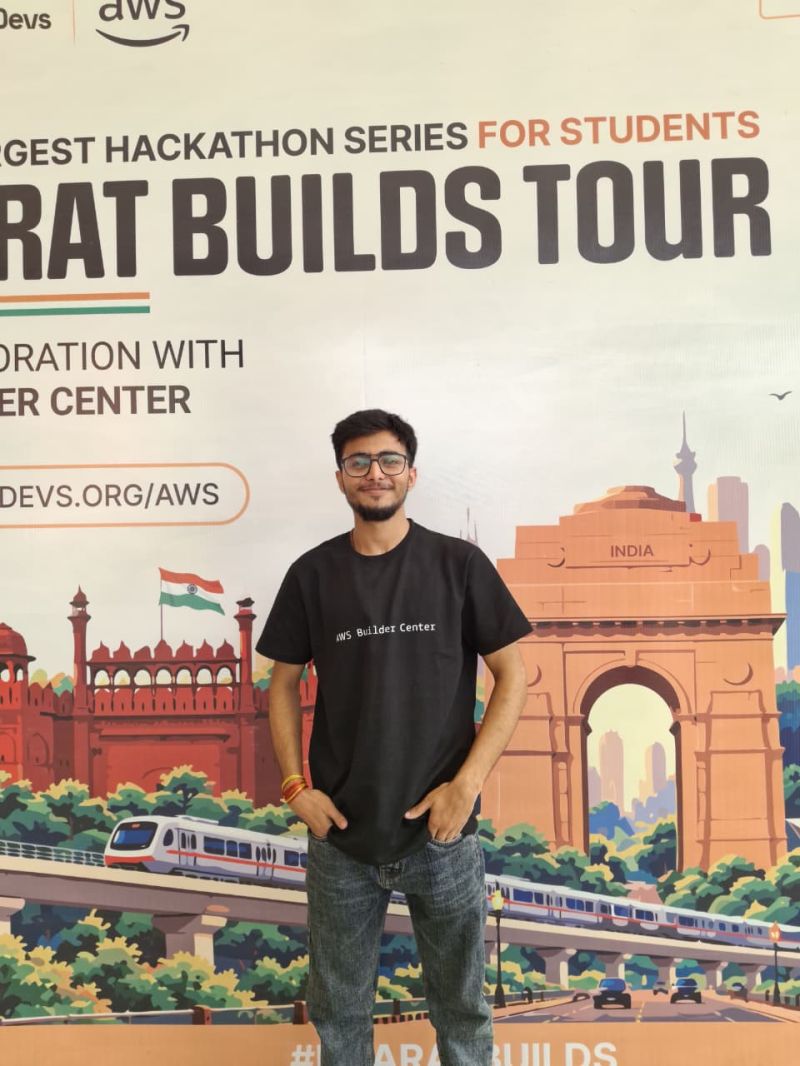 Devs
aws
RGEST HACKATHON SERIES FOR STUDENTS
RAT BUILDS TOUR
ORATION WITH
ER CENTER
DEVS.ORG/AWS
INDIA
AWS Builder Center
BUILDS